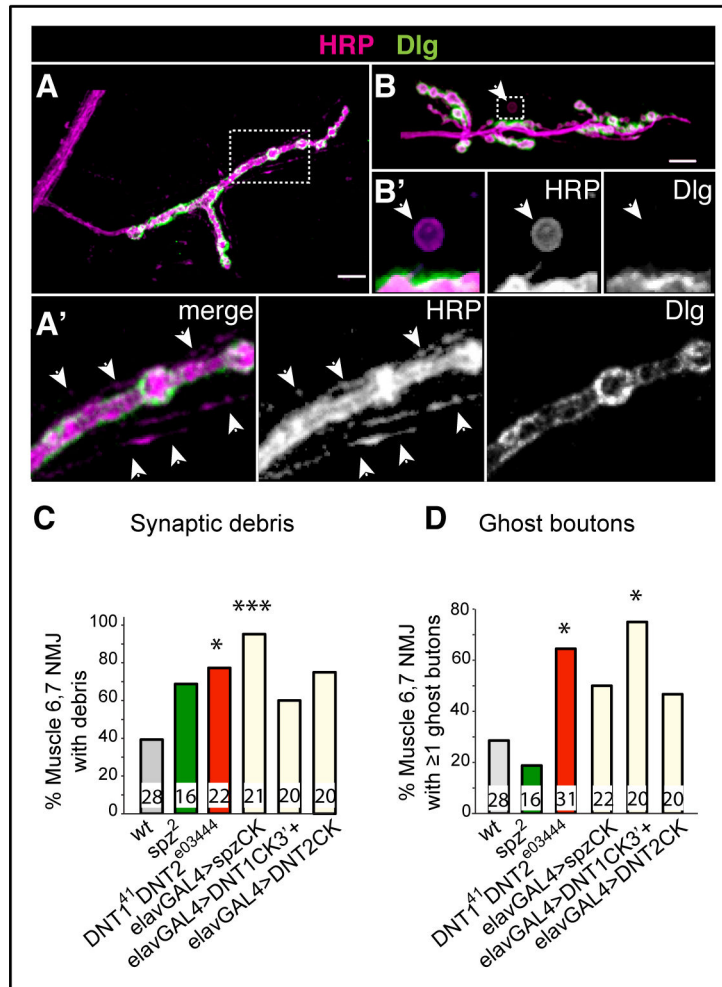 HRP Dlg
A
B
B'
HRP
Dlg
A'
merge
HRP
Dlg
C Synaptic debris
D Ghost boutons
***
*
% Muscle 6,7 NMJ
with debris
100
80
60
40
20
0
28 16 22 21 20 20
wt
spz²
DNT1⁴¹DNT2ᵉ⁰³⁴⁴⁴
elavGAL4>spzCK
elavGAL4>DNT1CK3'+
elavGAL4>DNT2CK
*
*
% Muscle 6,7 NMJ
with ≥1 ghost butons
80
60
40
20
0
28 16 31 22 20 20
wt
spz²
DNT1⁴¹DNT2ᵉ⁰³⁴⁴⁴
elavGAL4>spzCK
elavGAL4>DNT1CK3'+
elavGAL4>DNT2CK